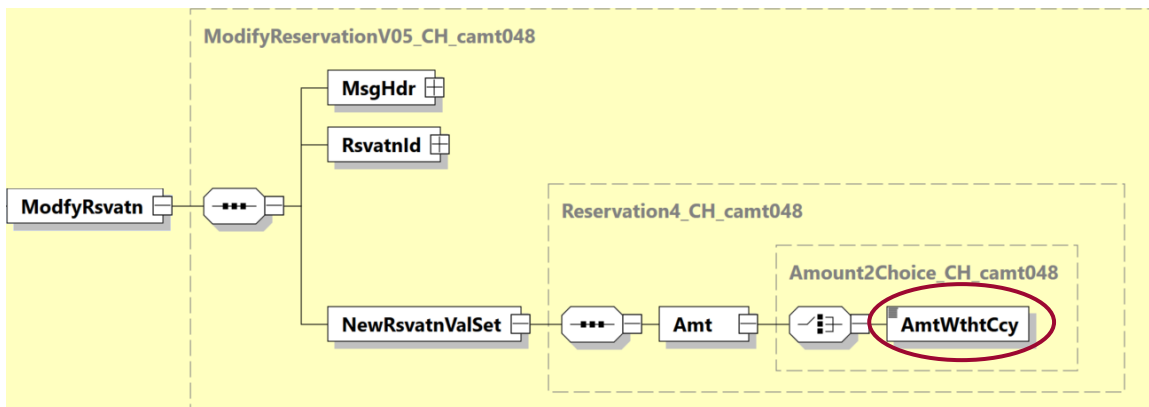 ModifyReservationV05_CH_camt048
MsgHdr
RsvatnId
ModfyRsvatn
Reservation4_CH_camt048
Amount2Choice_CH_camt048
NewRsvatnValSet
Amt
AmtWthtCcy